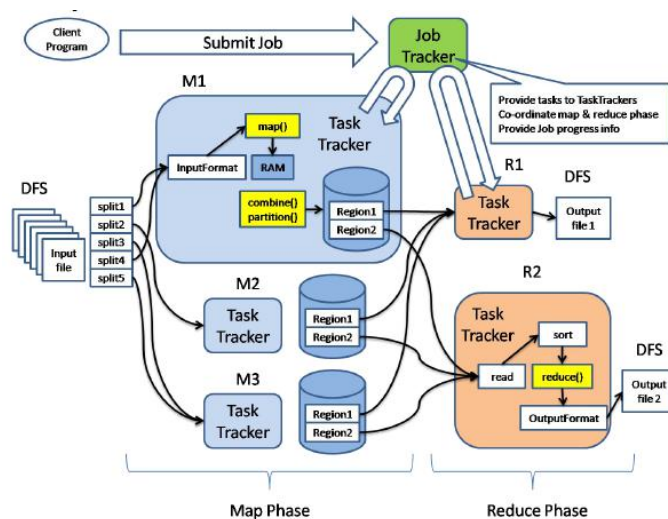 Client
Program
Submit Job
Job
Tracker
Provide tasks to TaskTrackers
Co-ordinate map & reduce phase
Provide Job progress info
M1
map()
Task
Tracker
InputFormat
RAM
combine()
partition()
Region1
Region2
DFS
Input
file
split1
split2
split3
split4
split5
M2
Task
Tracker
Region1
Region2
M3
Task
Tracker
Region1
Region2
R1
Task
Tracker
DFS
Output
file 1
R2
Task
Tracker
sort
read
reduce()
OutputFormat
DFS
Output
file 2
Map Phase
Reduce Phase